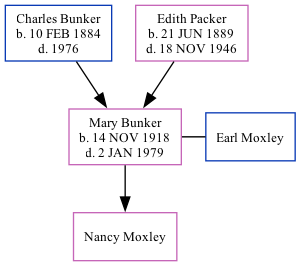 Charles Bunker
b. 10 FEB 1884
d. 1976
Edith Packer
b. 21 JUN 1889
d. 18 NOV 1946
Mary Bunker
b. 14 NOV 1918
d. 2 JAN 1979
Earl Moxley
Nancy Moxley